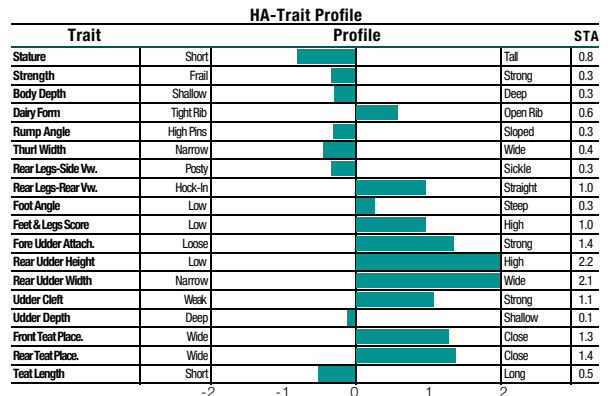 HA-Trait Profile
Trait Profile STA
Stature Short Tall 0.8
Strength Frail Strong 0.3
Body Depth Shallow Deep 0.3
Dairy Form Tight Rib Open Rib 0.6
Rump Angle High Pins Sloped 0.3
Thurl Width Narrow Wide 0.4
Rear Legs-Side Vw. Posty Sickle 0.3
Rear Legs-Rear Vw. Hock-In Straight 1.0
Foot Angle Low Steep 0.3
Feet & Legs Score Low High 1.0
Fore Udder Attach. Loose Strong 1.4
Rear Udder Height Low High 2.2
Rear Udder Width Narrow Wide 2.1
Udder Cleft Weak Strong 1.1
Udder Depth Deep Shallow 0.1
Front Teat Place. Wide Close 1.3
Rear Teat Place. Wide Close 1.4
Teat Length Short Long 0.5
-2 -1 0 1 2